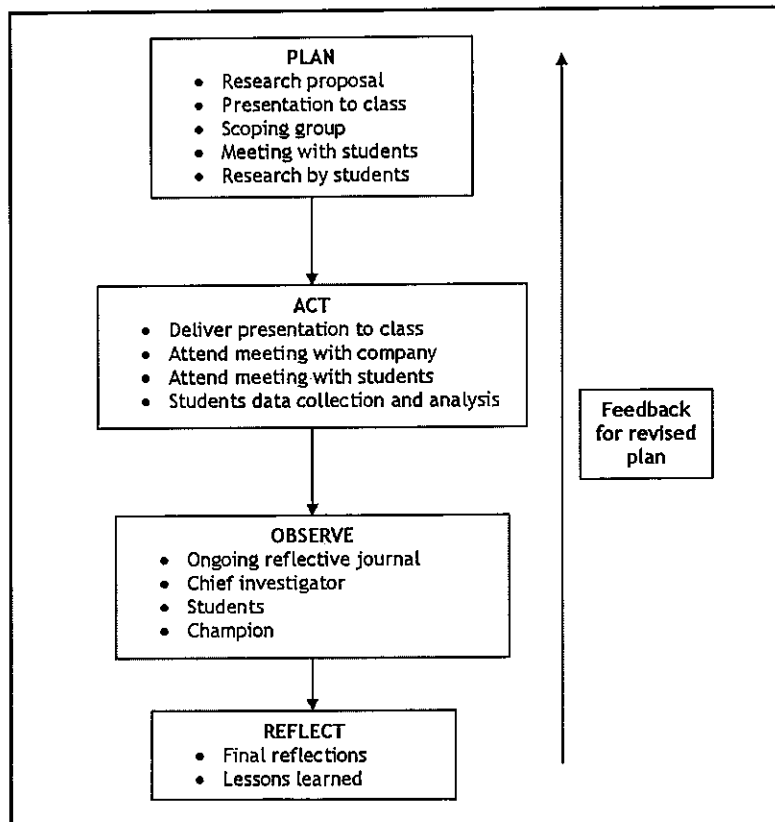 PLAN
• Research proposal
• Presentation to class
• Scoping group
• Meeting with students
• Research by students
ACT
• Deliver presentation to class
• Attend meeting with company
• Attend meeting with students
• Students data collection and analysis
Feedback
for revised
plan
OBSERVE
• Ongoing reflective journal
• Chief investigator
• Students
• Champion
REFLECT
• Final reflections
• Lessons learned